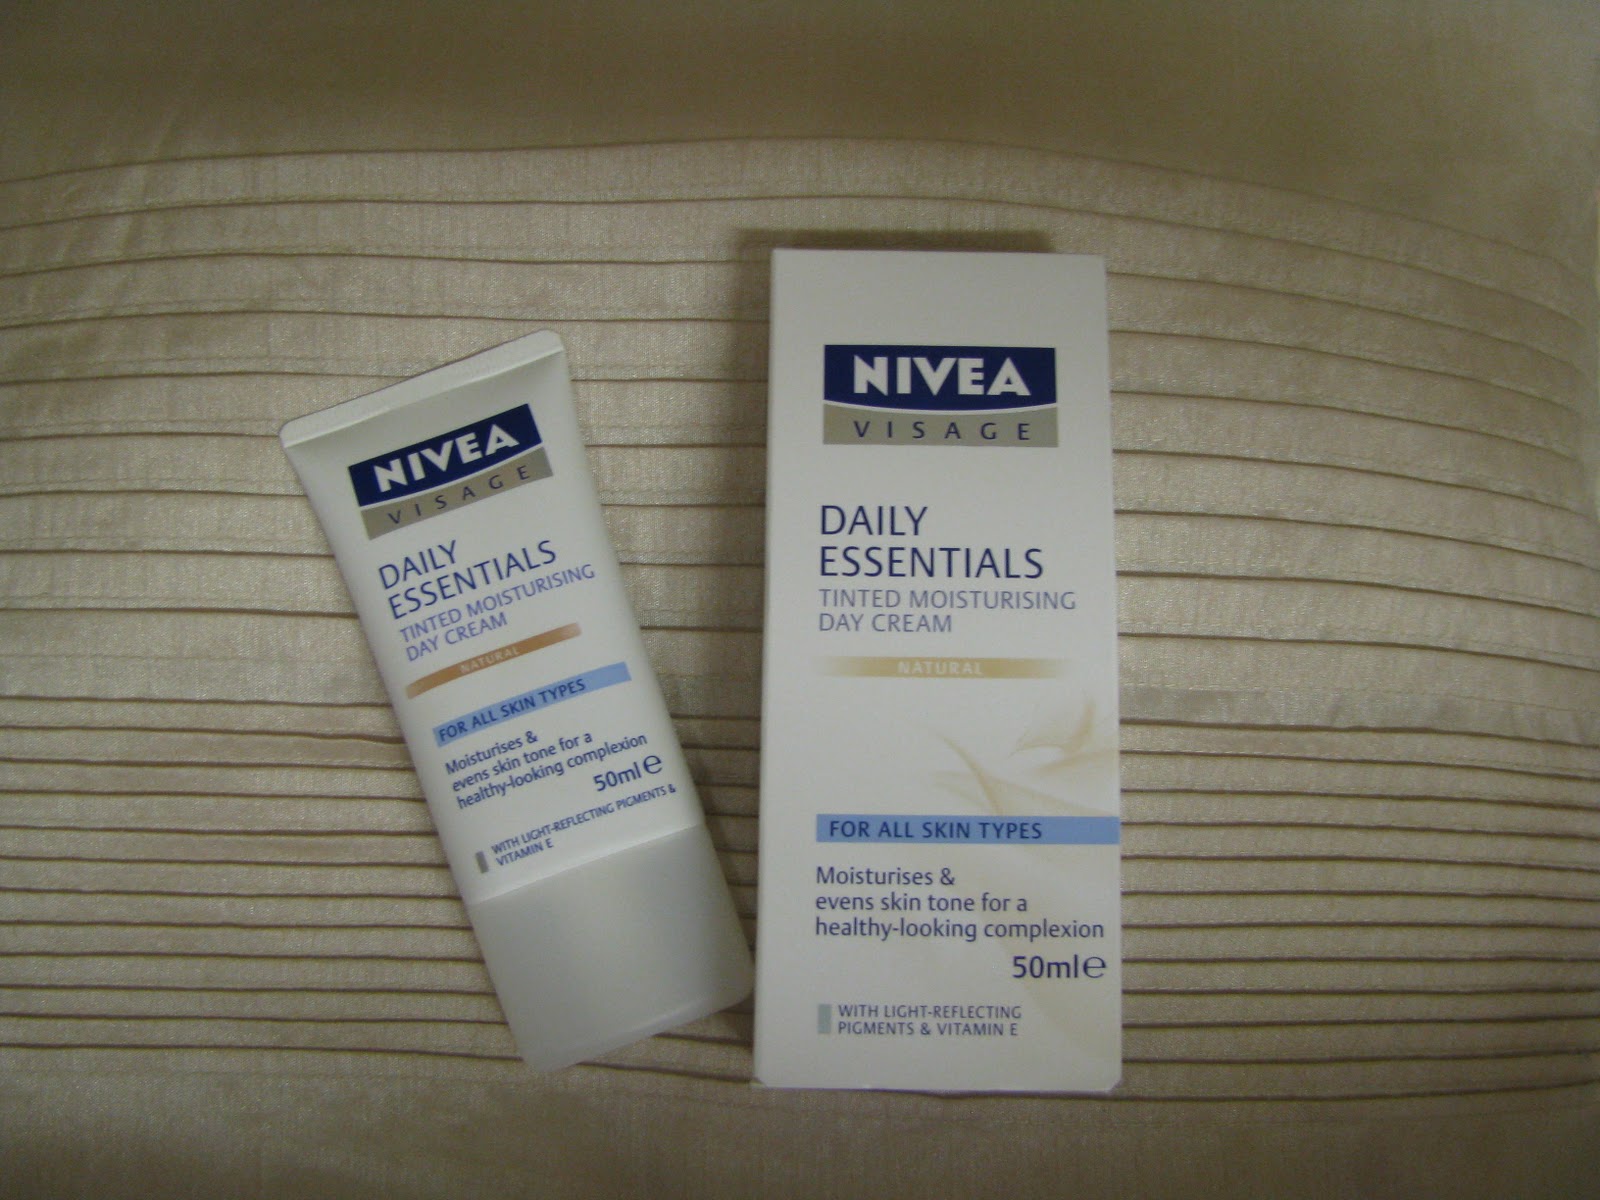 NIVEA
VISAGE
DAILY
ESSENTIALS
TINTED MOISTURISING
DAY CREAM
NATURAL
FOR ALL SKIN TYPES
Moisturises &
evens skin tone for a
healthy-looking complexion
50ml℮
WITH LIGHT-REFLECTING PIGMENTS &
VITAMIN E
NIVEA
VISAGE
DAILY
ESSENTIALS
TINTED MOISTURISING
DAY CREAM
NATURAL
FOR ALL SKIN TYPES
Moisturises &
evens skin tone for a
healthy-looking complexion
50ml℮
WITH LIGHT-REFLECTING
PIGMENTS & VITAMIN E